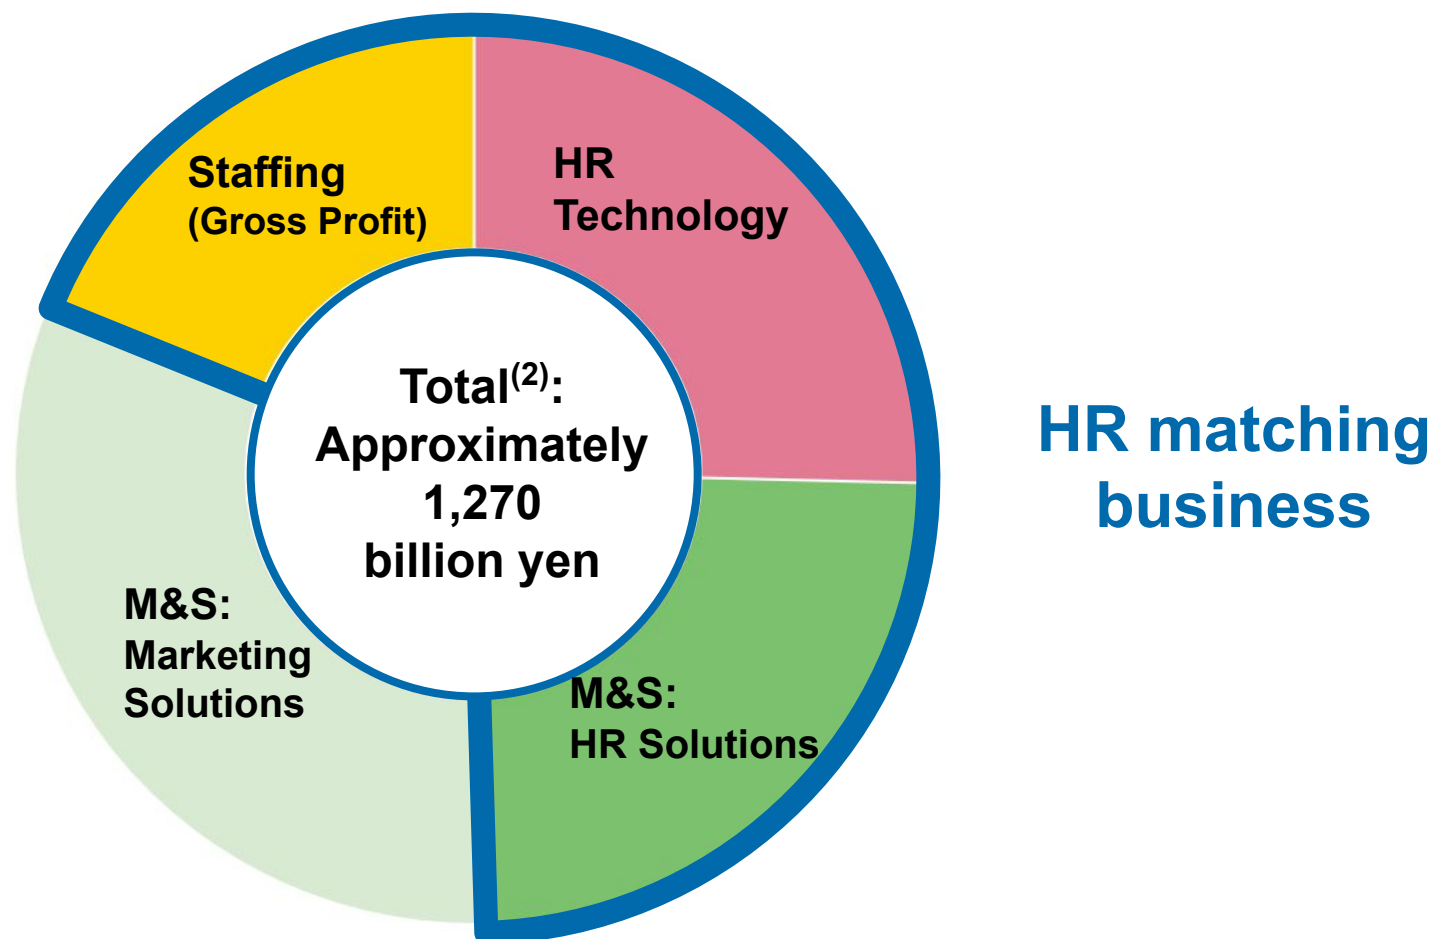 Staffing
(Gross Profit)
HR
Technology
Total(2):
Approximately
1,270
billion yen
HR matching
business
M&S:
Marketing
Solutions
M&S:
HR Solutions